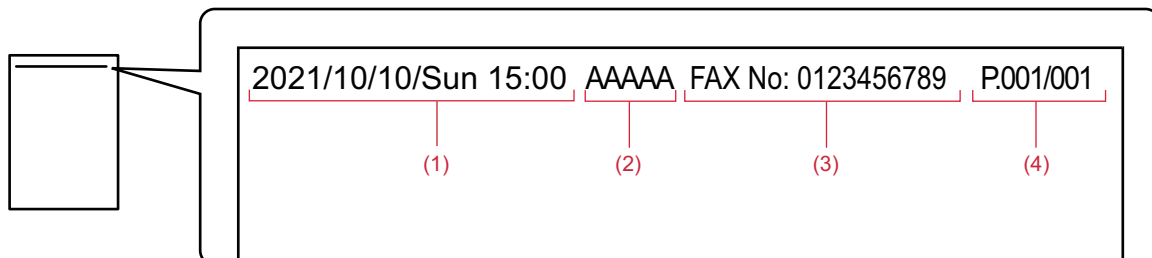 2021/10/10/Sun 15:00 AAAAA FAX No: 0123456789 P.001/001
(1) (2) (3) (4)